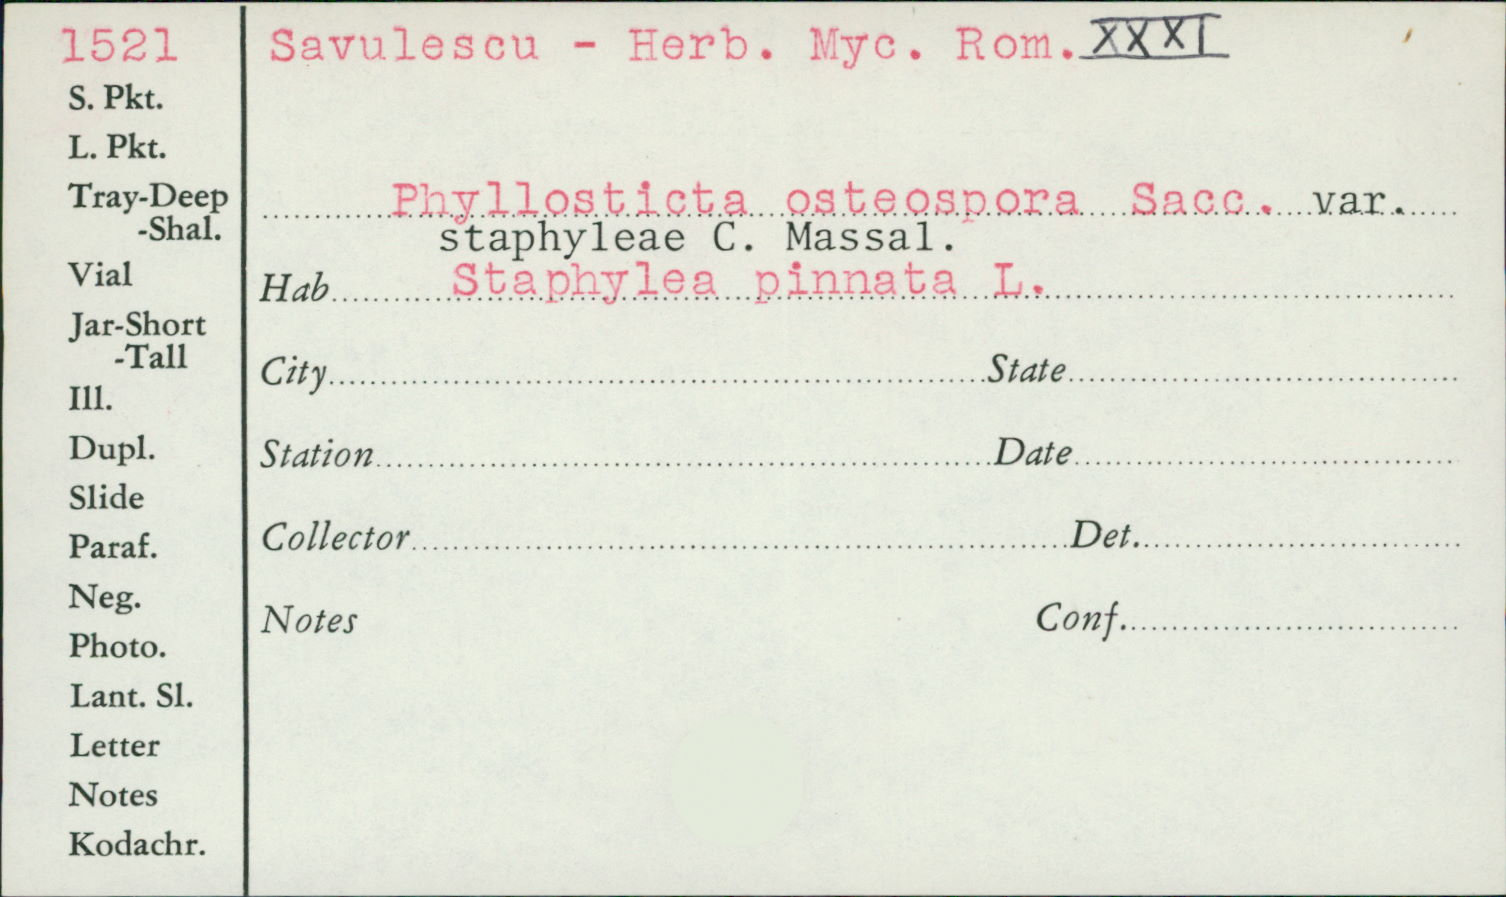 1521
Savulescu - Herb. Myc. Rom. XXXI
S. Pkt.
L. Pkt.
Tray-Deep
-Shal.
Vial
Jar-Short
-Tall
Ill.
Dupl.
Slide
Paraf.
Neg.
Photo.
Lant. Sl.
Letter
Notes
Kodachr.
Phyllosticta osteospora Sacc. var.
staphyleae C. Massal.
Hab Staphylea pinnata L.
City State
Station Date
Collector Det.
Notes Conf.